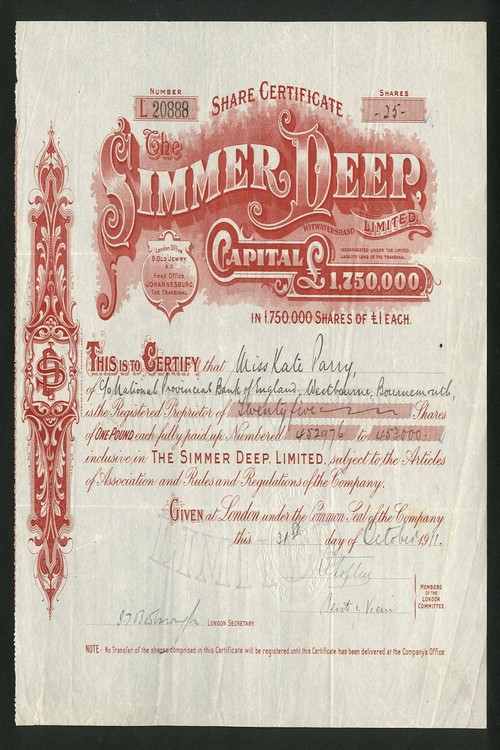 NUMBER
L 20888
SHARE CERTIFICATE
SHARES
-25-
The
SIMMER DEEP,
WITWATERSRAND
LIMITED.
London Office
8, OLD JEWRY,
E.C.
Head Office
JOHANNESBURG,
THE TRANSVAAL
CAPITAL £1,750,000
INCORPORATED UNDER THE LIMITED
LIABILITY LAWS OF THE TRANSVAAL
IN 1,750,000 SHARES OF £1 EACH.
THIS IS TO CERTIFY that Miss Kate Parry,
of c/o National Provincial Bank of England, Westbourne, Bournemouth,
is the Registered Proprietor of Twenty five Shares
of ONE POUND each fully paid up Numbered 452976 to 453000
inclusive in THE SIMMER DEEP, LIMITED, subject to the Articles
of Association and Rules and Regulations of the Company.
GIVEN at London under the Common Seal of the Company
this 31st day of October 1911.
MEMBERS
OF THE
LONDON
COMMITTEE.
LONDON SECRETARY.
NOTE- No Transfer of the shares comprised in this Certificate will be registered until this Certificate has been delivered at the Company's Office.